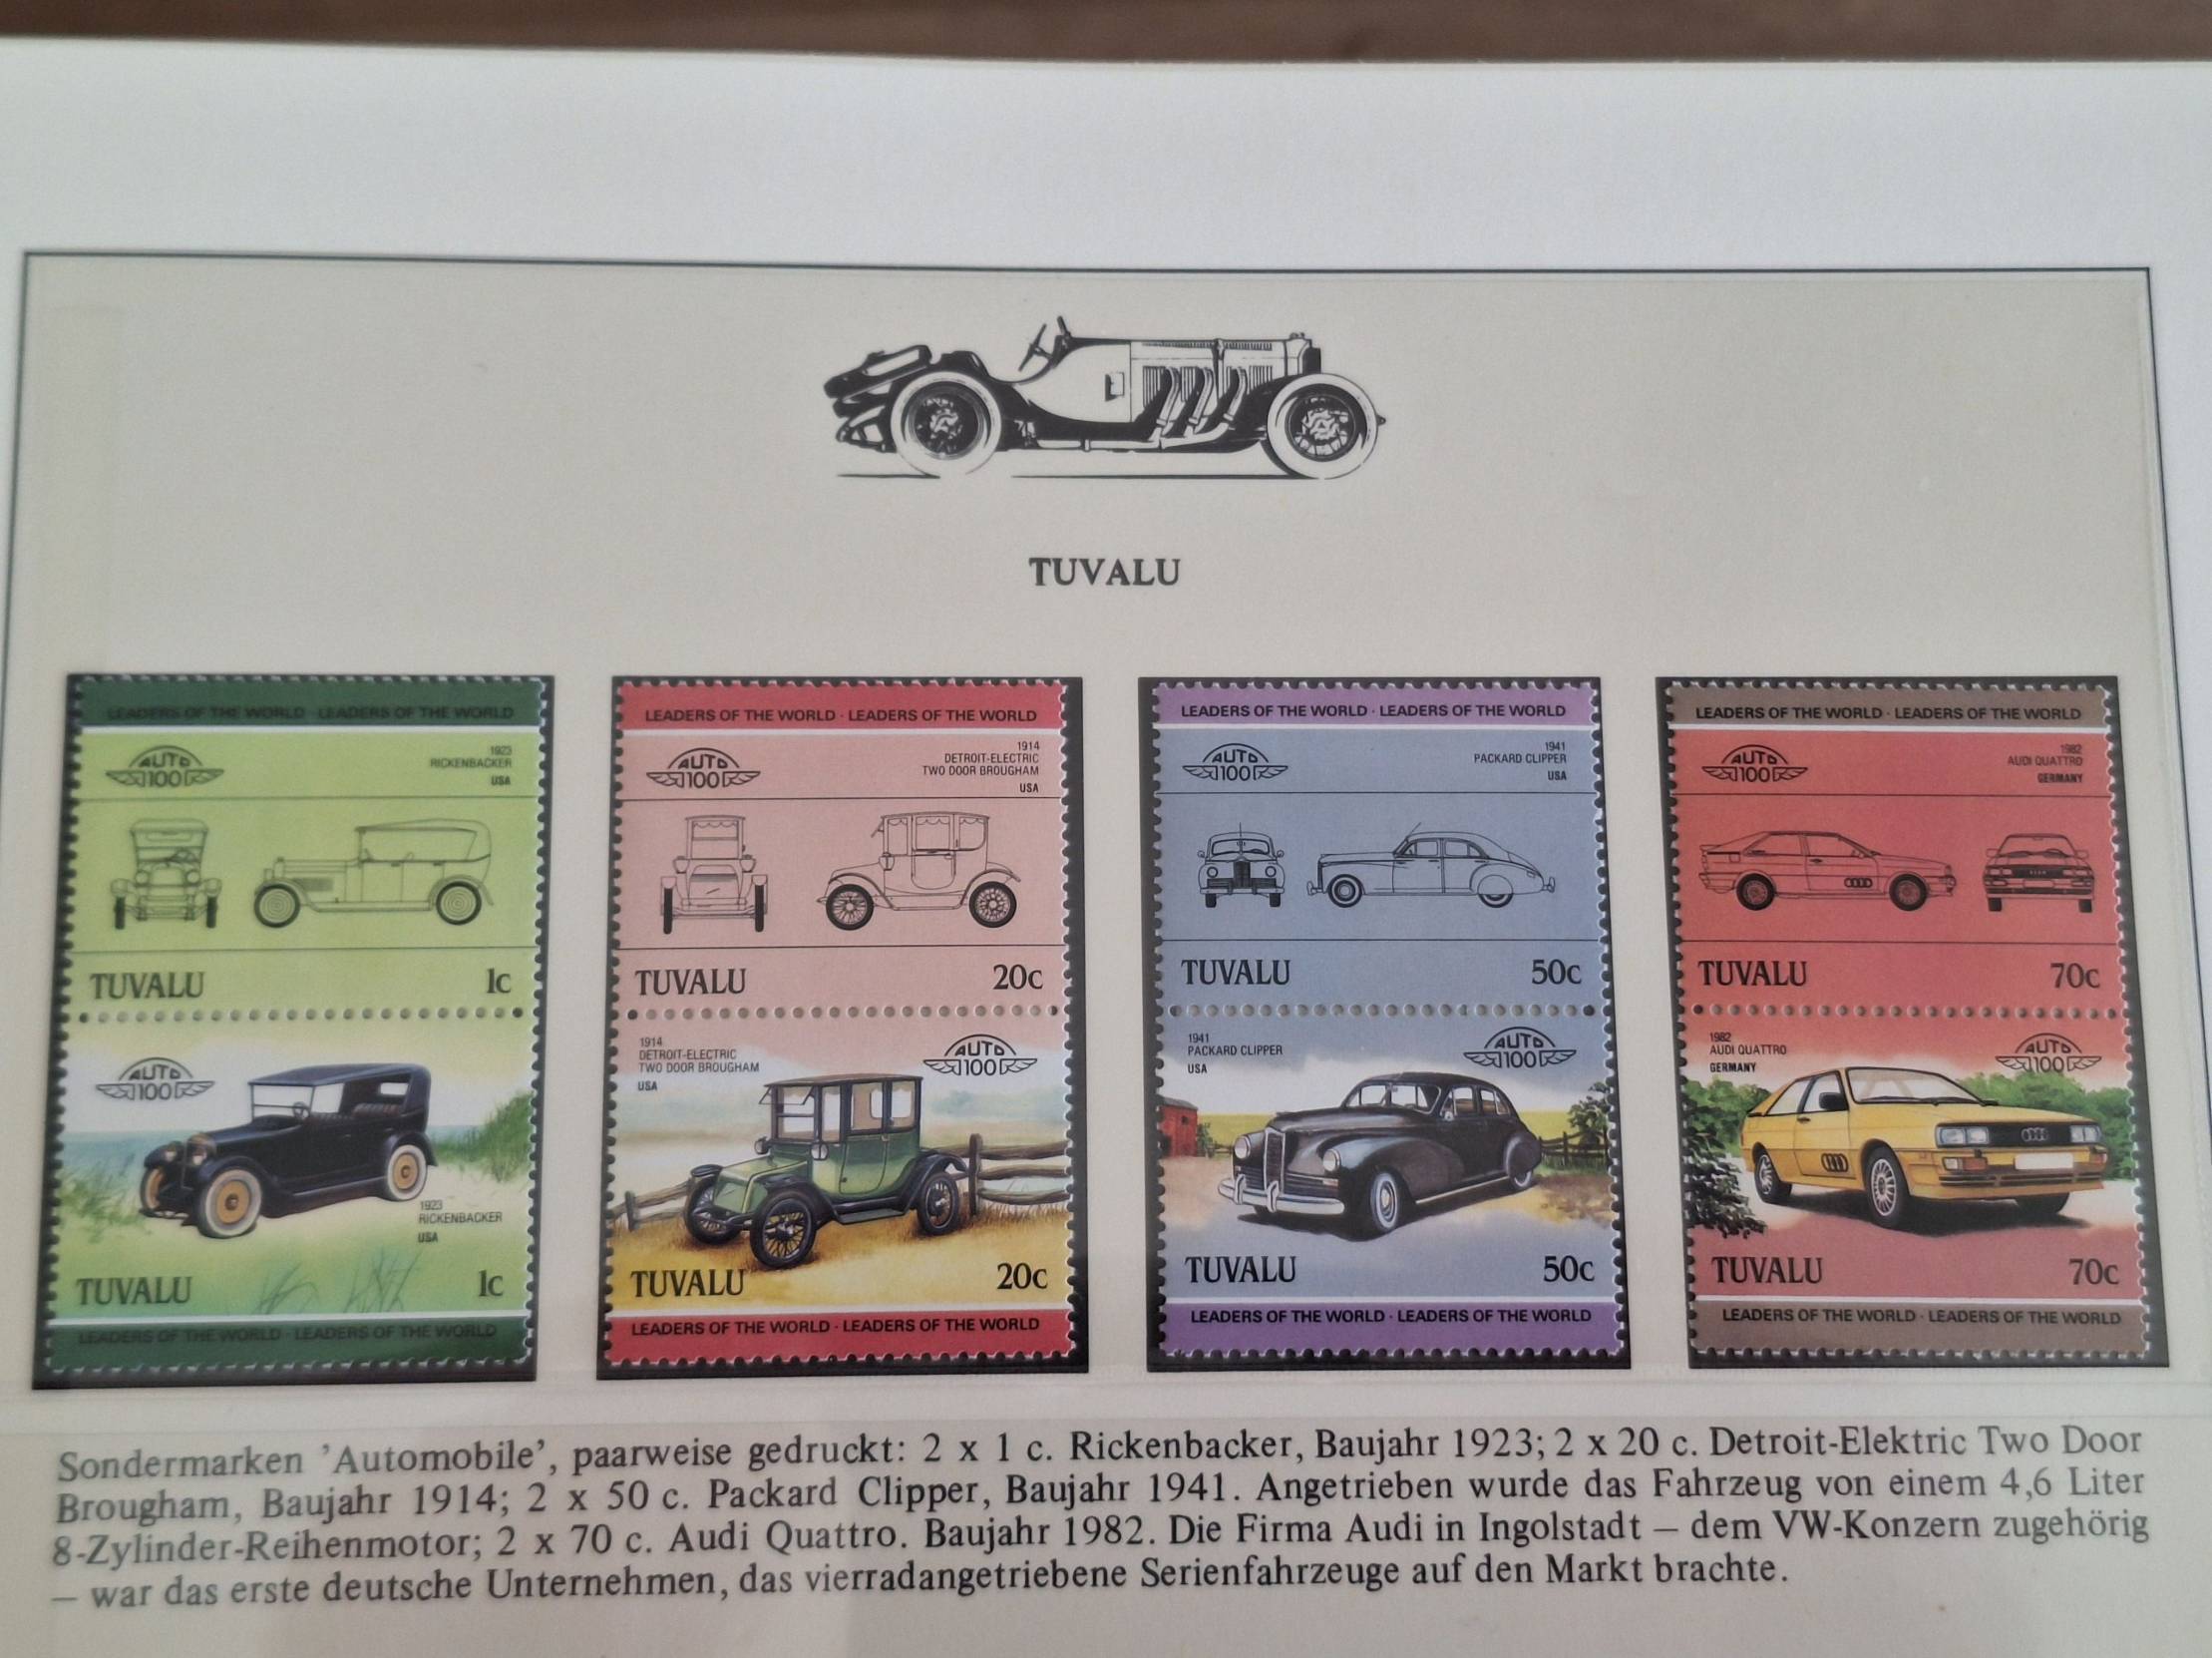 TUVALU
LEADERS OF THE WORLD · LEADERS OF THE WORLD
AUTO
100
1923
RICKENBACKER
USA
TUVALU 1c
AUTO
100
1923
RICKENBACKER
USA
TUVALU 1c
LEADERS OF THE WORLD · LEADERS OF THE WORLD
LEADERS OF THE WORLD · LEADERS OF THE WORLD
AUTO
100
1914
DETROIT-ELECTRIC
TWO DOOR BROUGHAM
USA
TUVALU 20c
1914
DETROIT-ELECTRIC
TWO DOOR BROUGHAM
USA
AUTO
100
TUVALU 20c
LEADERS OF THE WORLD · LEADERS OF THE WORLD
LEADERS OF THE WORLD · LEADERS OF THE WORLD
AUTO
100
1941
PACKARD CLIPPER
USA
TUVALU 50c
1941
PACKARD CLIPPER
USA
AUTO
100
TUVALU 50c
LEADERS OF THE WORLD · LEADERS OF THE WORLD
LEADERS OF THE WORLD · LEADERS OF THE WORLD
AUTO
100
1982
AUDI QUATTRO
GERMANY
TUVALU 70c
1982
AUDI QUATTRO
GERMANY
AUTO
100
TUVALU 70c
LEADERS OF THE WORLD · LEADERS OF THE WORLD
Sondermarken 'Automobile', paarweise gedruckt: 2 x 1 c. Rickenbacker, Baujahr 1923; 2 x 20 c. Detroit-Elektric Two Door
Brougham, Baujahr 1914; 2 x 50 c. Packard Clipper, Baujahr 1941. Angetrieben wurde das Fahrzeug von einem 4,6 Liter
8-Zylinder-Reihenmotor; 2 x 70 c. Audi Quattro. Baujahr 1982. Die Firma Audi in Ingolstadt – dem VW-Konzern zugehörig
– war das erste deutsche Unternehmen, das vierradangetriebene Serienfahrzeuge auf den Markt brachte.